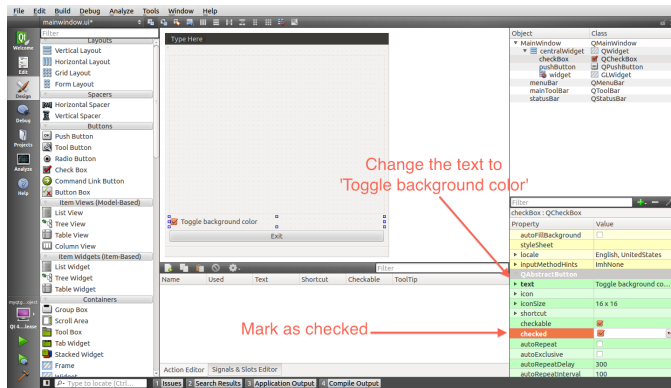 File Edit Build Debug Analyze Tools Window Help
mainwindow.ui*
Filter
Layouts
Vertical Layout
Horizontal Layout
Grid Layout
Form Layout
Spacers
Horizontal Spacer
Vertical Spacer
Buttons
Push Button
Tool Button
Radio Button
Check Box
Command Link Button
Button Box
Item Views (Model-Based)
List View
Tree View
Table View
Column View
Item Widgets (Item-Based)
List Widget
Tree Widget
Table Widget
Containers
Group Box
Scroll Area
Tool Box
Tab Widget
Stacked Widget
Frame
Widget
Welcome
Edit
Design
Debug
Projects
Analyze
Help
Type Here
Toggle background color
Exit
Change the text to
'Toggle background color'
Mark as checked
Filter
Name Used Text Shortcut Checkable ToolTip
Action Editor Signals & Slots Editor
Object Class
MainWindow QMainWindow
centralWidget QWidget
checkBox QCheckBox
pushButton QPushButton
widget GLWidget
menuBar QMenuBar
mainToolBar QToolBar
statusBar QStatusBar
Filter
checkBox : QCheckBox
Property Value
autoFillBackground
styleSheet
locale English, UnitedStates
inputMethodHints ImhNone
QAbstractButton
text Toggle background co...
icon
iconSize 16 x 16
shortcut
checkable
checked
autoRepeat
autoExclusive
autoRepeatDelay 300
autoRepeatInterval 100
Type to locate (Ctrl...
1 Issues 2 Search Results 3 Application Output 4 Compile Output